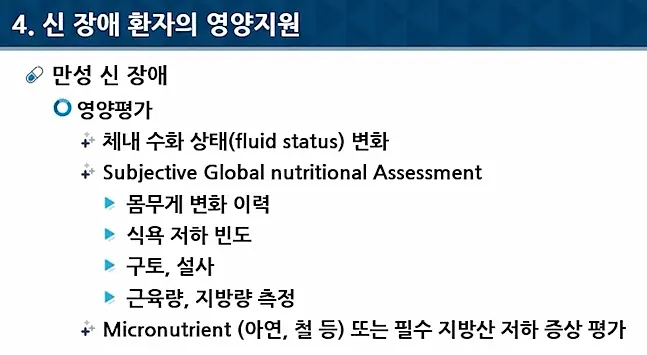 4. 신 장애 환자의 영양지원
만성 신 장애
영양평가
체내 수화 상태(fluid status) 변화
Subjective Global nutritional Assessment
몸무게 변화 이력
식욕 저하 빈도
구토, 설사
근육량, 지방량 측정
Micronutrient (아연, 철 등) 또는 필수 지방산 저하 증상 평가